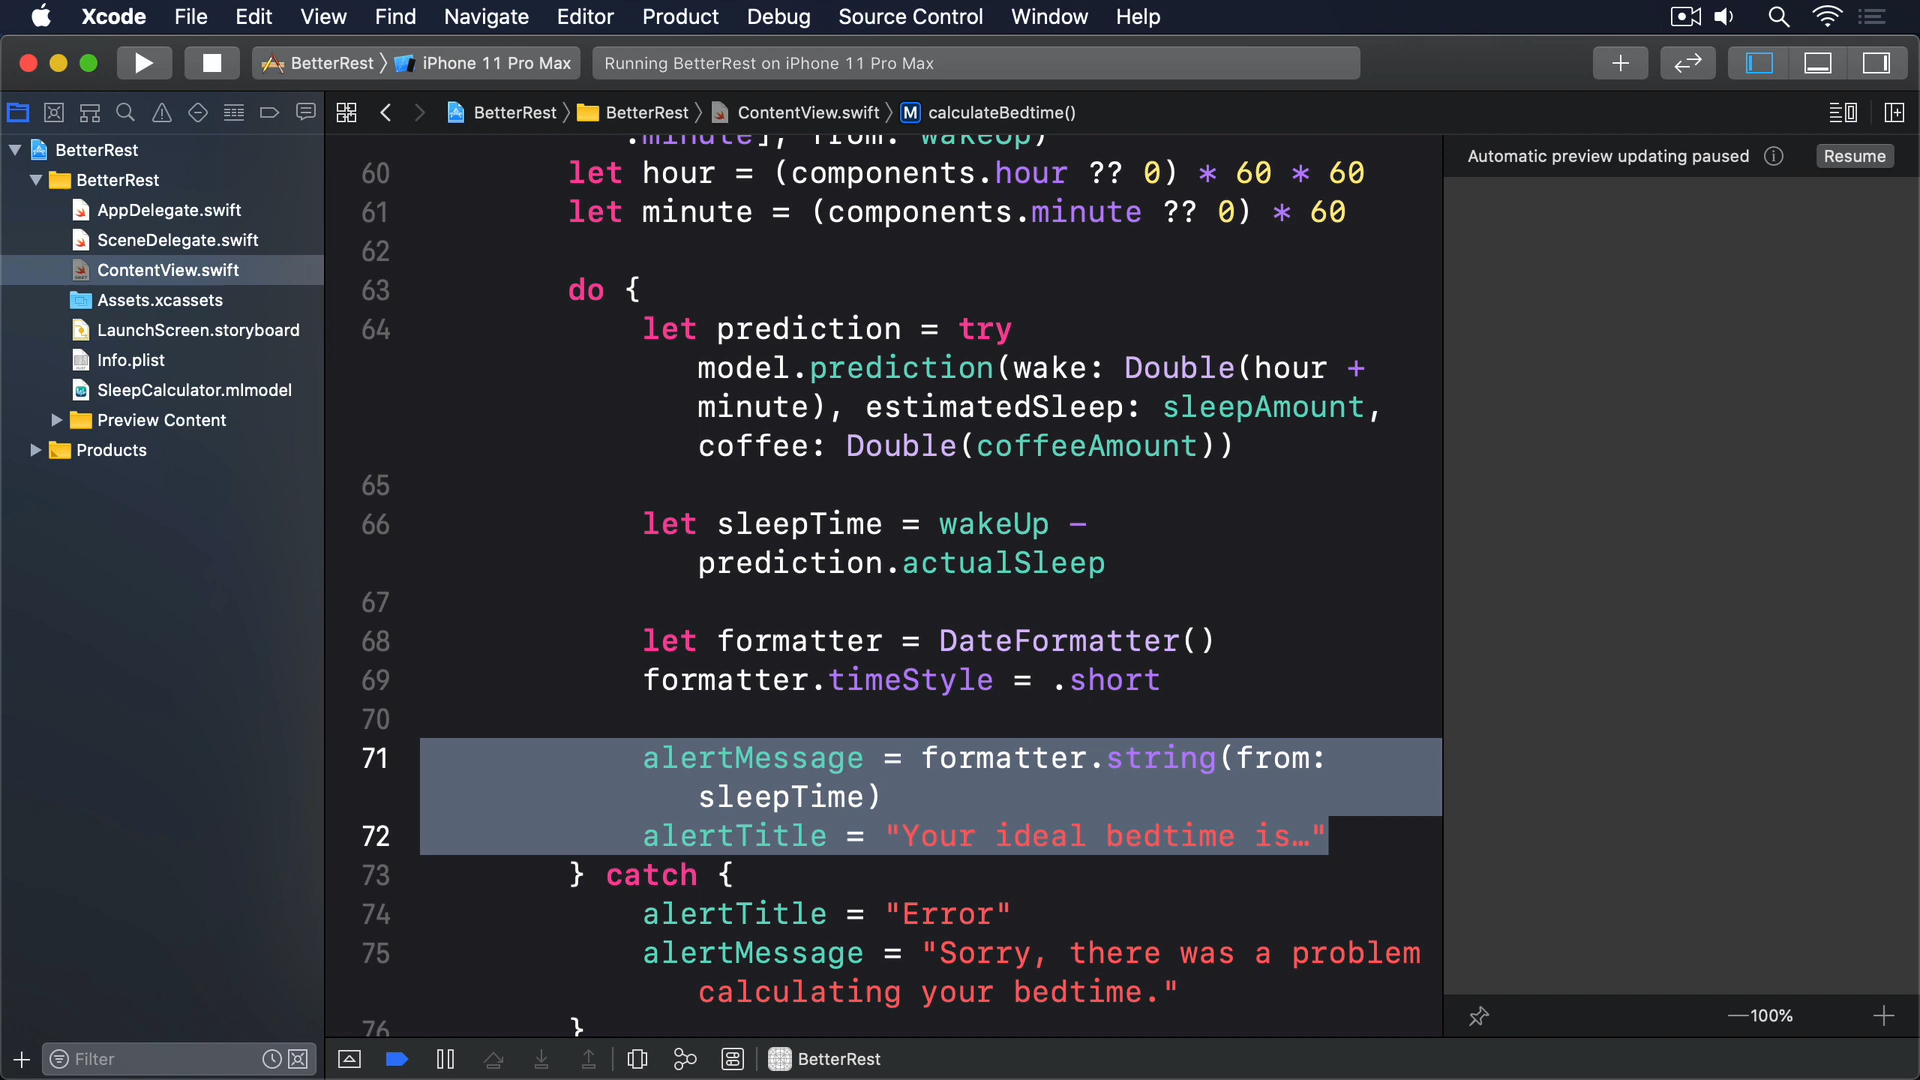 Xcode File Edit View Find Navigate Editor Product Debug Source Control Window Help
BetterRest iPhone 11 Pro Max Running BetterRest on iPhone 11 Pro Max
BetterRest BetterRest ContentView.swift M calculateBedtime()
BetterRest
BetterRest
AppDelegate.swift
SceneDelegate.swift
ContentView.swift
Assets.xcassets
LaunchScreen.storyboard
Info.plist
SleepCalculator.mlmodel
Preview Content
Products
Filter
.minute], from: wakeUp)
60 let hour = (components.hour ?? 0) * 60 * 60
61 let minute = (components.minute ?? 0) * 60
62
63 do {
64 let prediction = try
model.prediction(wake: Double(hour +
minute), estimatedSleep: sleepAmount,
coffee: Double(coffeeAmount))
65
66 let sleepTime = wakeUp -
prediction.actualSleep
67
68 let formatter = DateFormatter()
69 formatter.timeStyle = .short
70
71 alertMessage = formatter.string(from:
sleepTime)
72 alertTitle = "Your ideal bedtime is…"
73 } catch {
74 alertTitle = "Error"
75 alertMessage = "Sorry, there was a problem
calculating your bedtime."
76 }
Automatic preview updating paused Resume
100%
BetterRest